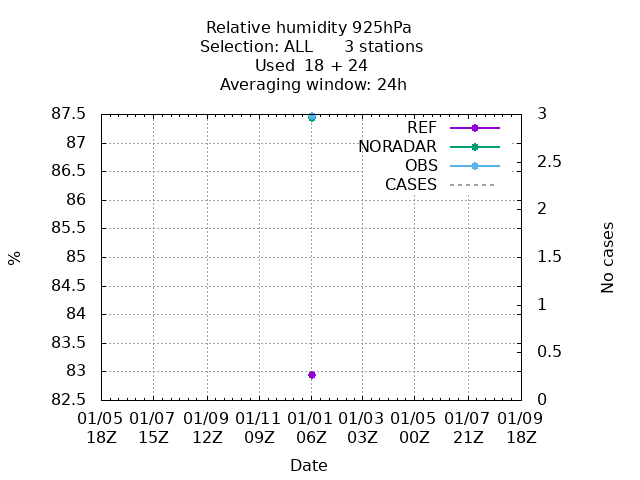 Relative humidity 925hPa
Selection: ALL      3 stations
Used  18 + 24
Averaging window: 24h
87.5
87
86.5
86
85.5
85
84.5
84
83.5
83
82.5
%
REF
NORADAR
OBS
CASES
3
2.5
2
1.5
1
0.5
0
No cases
01/05 01/07 01/09 01/11 01/01 01/03 01/05 01/07 01/09
18Z 15Z 12Z 09Z 06Z 03Z 00Z 21Z 18Z
Date